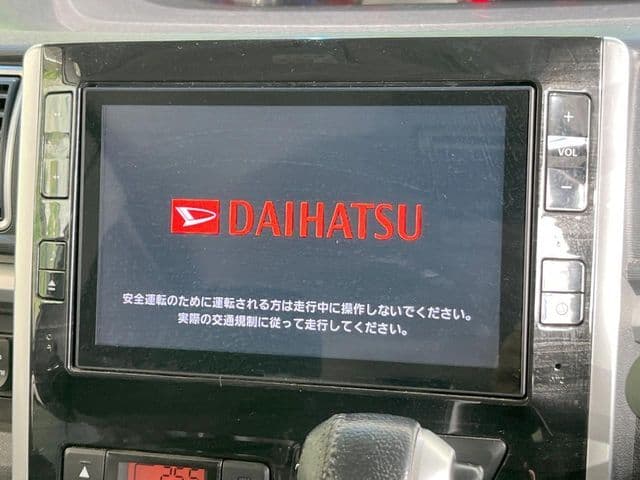 +
VOL
−
DAIHATSU
安全運転のために運転される方は走行中に操作しないでください。
実際の交通規制に従って走行してください。